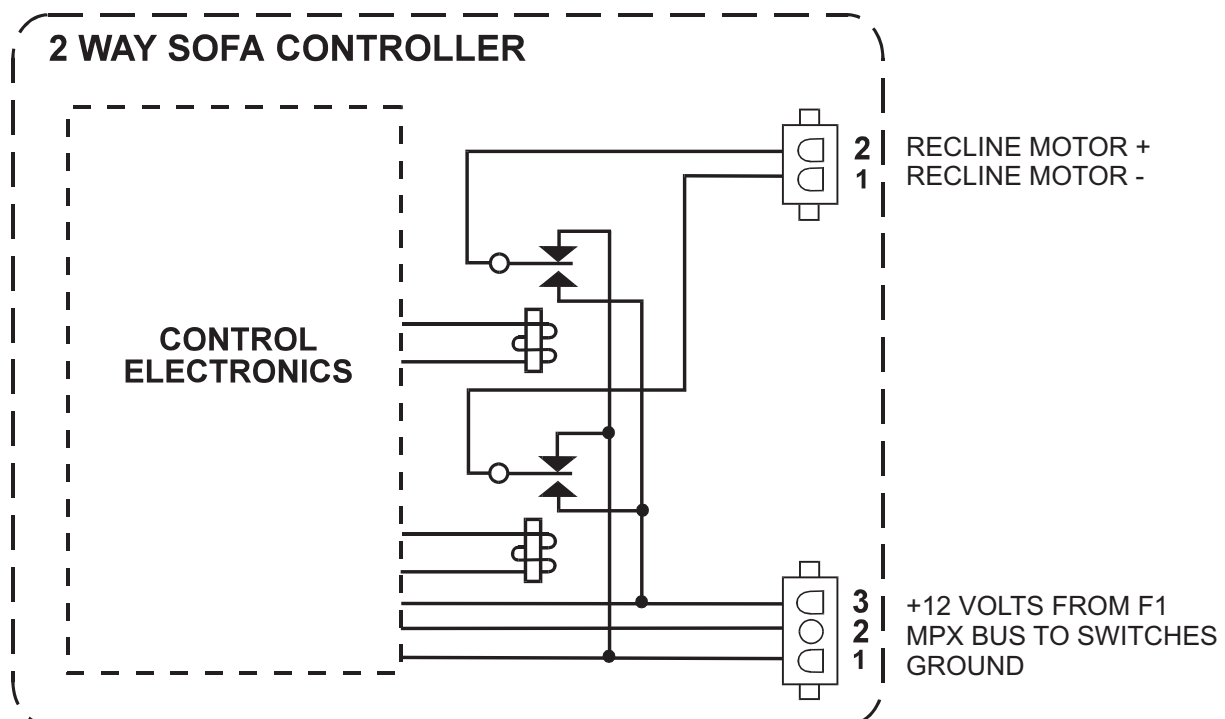 2 WAY SOFA CONTROLLER
2 RECLINE MOTOR +
1 RECLINE MOTOR -
CONTROL
ELECTRONICS
3 +12 VOLTS FROM F1
2 MPX BUS TO SWITCHES
1 GROUND